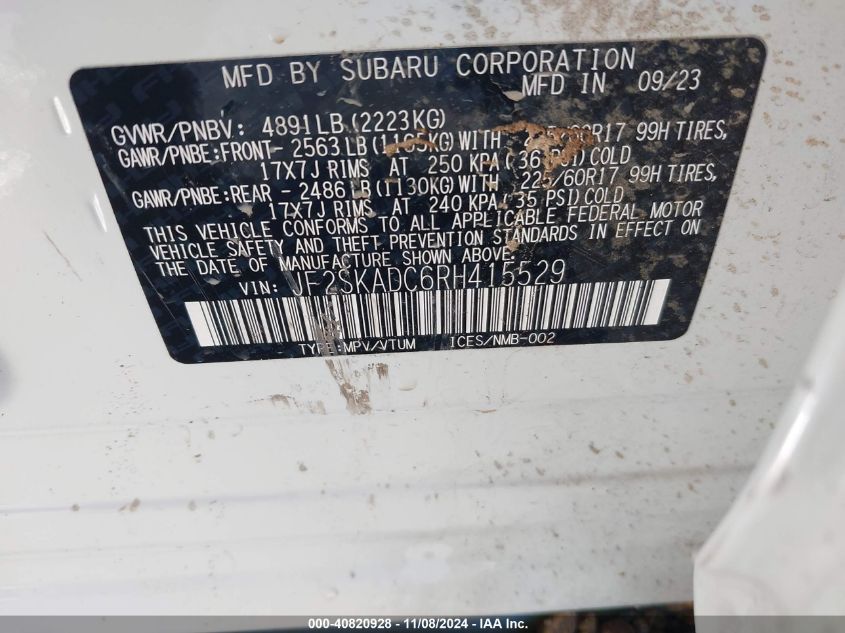 MFD BY SUBARU CORPORATION
MFD IN 09/23
GVWR/PNBV: 4891LB(2223KG)
GAWR/PNBE:FRONT- 2563LB(1165KG)WITH 225/60R17 99H TIRES,
17X7J RIMS AT 250 KPA(36 PSI)COLD
GAWR/PNBE:REAR - 2486LB(1130KG)WITH 225/60R17 99H TIRES,
17X7J RIMS AT 240 KPA(35 PSI)COLD
THIS VEHICLE CONFORMS TO ALL APPLICABLE FEDERAL MOTOR
VEHICLE SAFETY AND THEFT PREVENTION STANDARDS IN EFFECT ON
THE DATE OF MANUFACTURE SHOWN ABOVE.
VIN: JF2SKADC6RH415529
TYPE:MPV/VTUM ICES/NMB-002
000-40820928 - 11/08/2024 - IAA Inc.